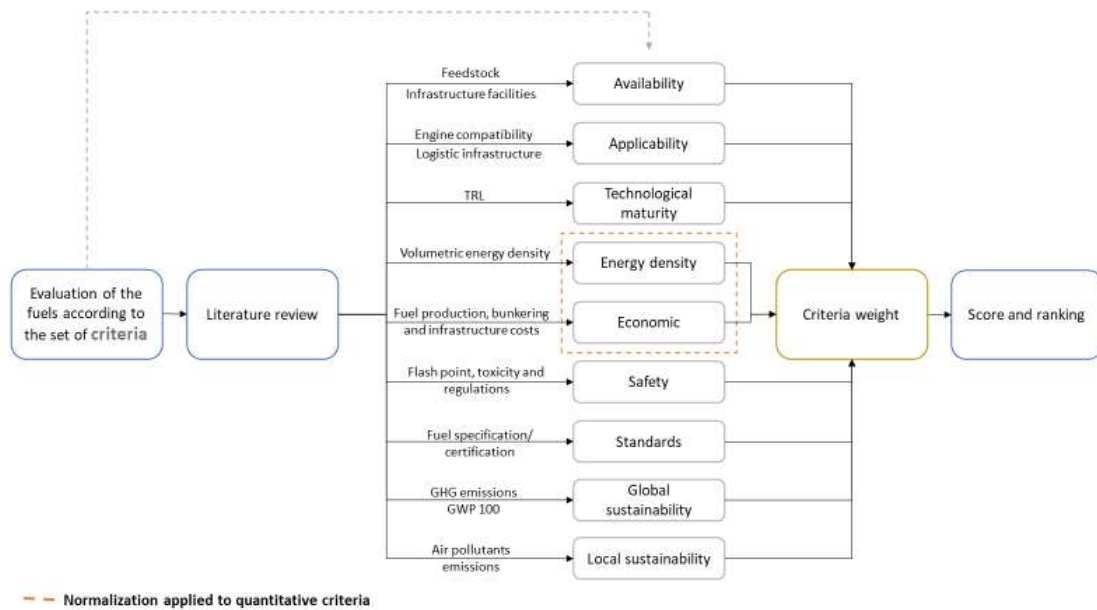 Feedstock
Infrastructure facilities
Availability
Engine compatibility
Logistic infrastructure
Applicability
TRL
Technological
maturity
Volumetric energy density
Energy density
Evaluation of the
fuels according to
the set of criteria
Literature review
Fuel production, bunkering
and infrastructure costs
Economic
Criteria weight
Score and ranking
Flash point, toxicity and
regulations
Safety
Fuel specification/
certification
Standards
GHG emissions
GWP 100
Global
sustainability
Air pollutants
emissions
Local sustainability
Normalization applied to quantitative criteria